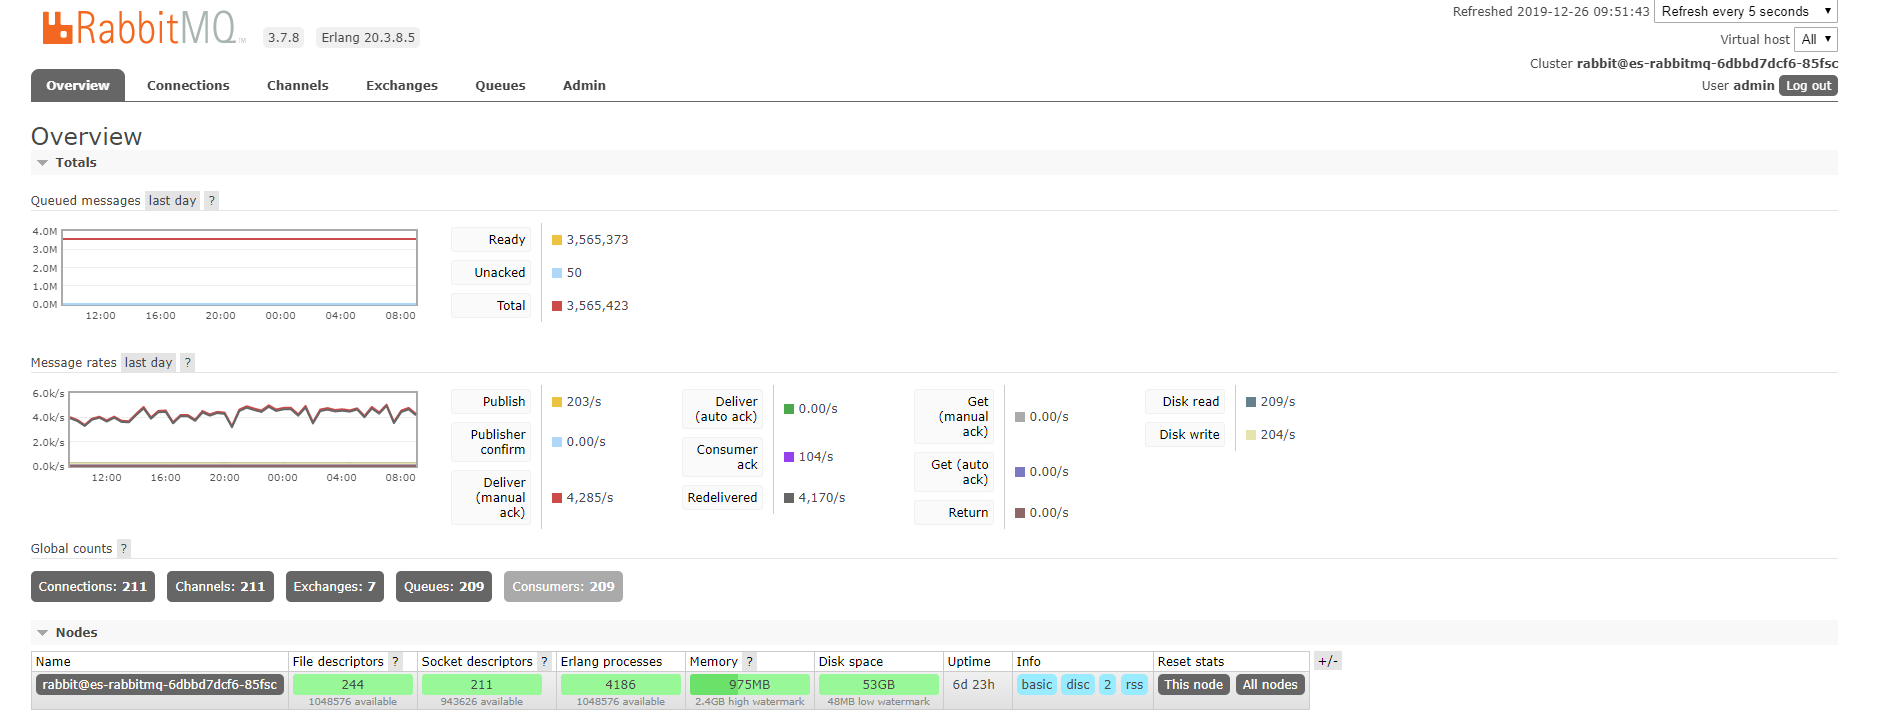 RabbitMQ TM 3.7.8 Erlang 20.3.8.5
Refreshed 2019-12-26 09:51:43 Refresh every 5 seconds
Virtual host All
Cluster rabbit@es-rabbitmq-6dbbd7dcf6-85fsc
User admin Log out
Overview Connections Channels Exchanges Queues Admin
Overview
Totals
Queued messages last day ?
4.0M
3.0M
2.0M
1.0M
0.0M
12:00 16:00 20:00 00:00 04:00 08:00
Ready 3,565,373
Unacked 50
Total 3,565,423
Message rates last day ?
6.0k/s
4.0k/s
2.0k/s
0.0k/s
12:00 16:00 20:00 00:00 04:00 08:00
Publish 203/s
Publisher
confirm 0.00/s
Deliver
(manual
ack) 4,285/s
Deliver
(auto ack) 0.00/s
Consumer
ack 104/s
Redelivered 4,170/s
Get
(manual
ack) 0.00/s
Get (auto
ack) 0.00/s
Return 0.00/s
Disk read 209/s
Disk write 204/s
Global counts ?
Connections: 211 Channels: 211 Exchanges: 7 Queues: 209 Consumers: 209
Nodes
Name File descriptors ? Socket descriptors ? Erlang processes Memory ? Disk space Uptime Info Reset stats +/-
rabbit@es-rabbitmq-6dbbd7dcf6-85fsc 244 211 4186 975MB 53GB 6d 23h basic disc 2 rss This node All nodes
1048576 available 943626 available 1048576 available 2.4GB high watermark 48MB low watermark